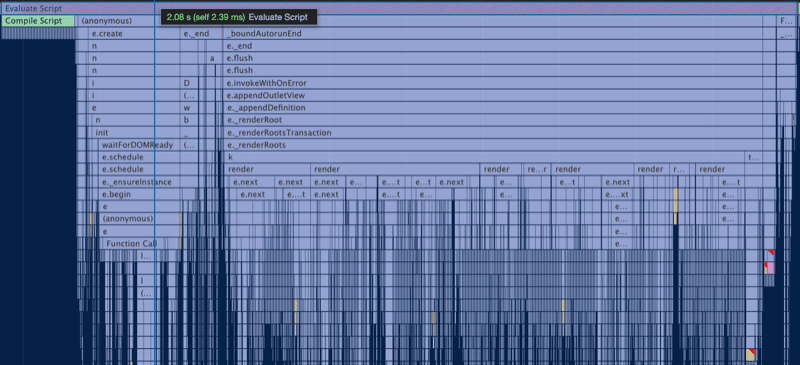 Evaluate Script
Compile Script (anonymous) 2.08 s (self 2.39 ms) Evaluate Script F...
e.create e._end _boundAutorunEnd _...
n e._end
n a e.flush
n e.flush
i D e.invokeWithOnError
i (... e.appendOutletView
e w e._appendDefinition
n b e._renderRoot
init _ e._renderRootsTransaction
waitForDOMReady (... e._renderRoots
e.schedule k t...
e.schedule render render render re...r render render r... render
e._ensureInstance e.next e.next e.next e... e....t e....t e.next e... e....t e... e....t
e.begin e.next e....t e.next e... e....t e... e....xt e...
e e... e...
(anonymous) e... e...
e e...
Function Call e...
l...
l
(...